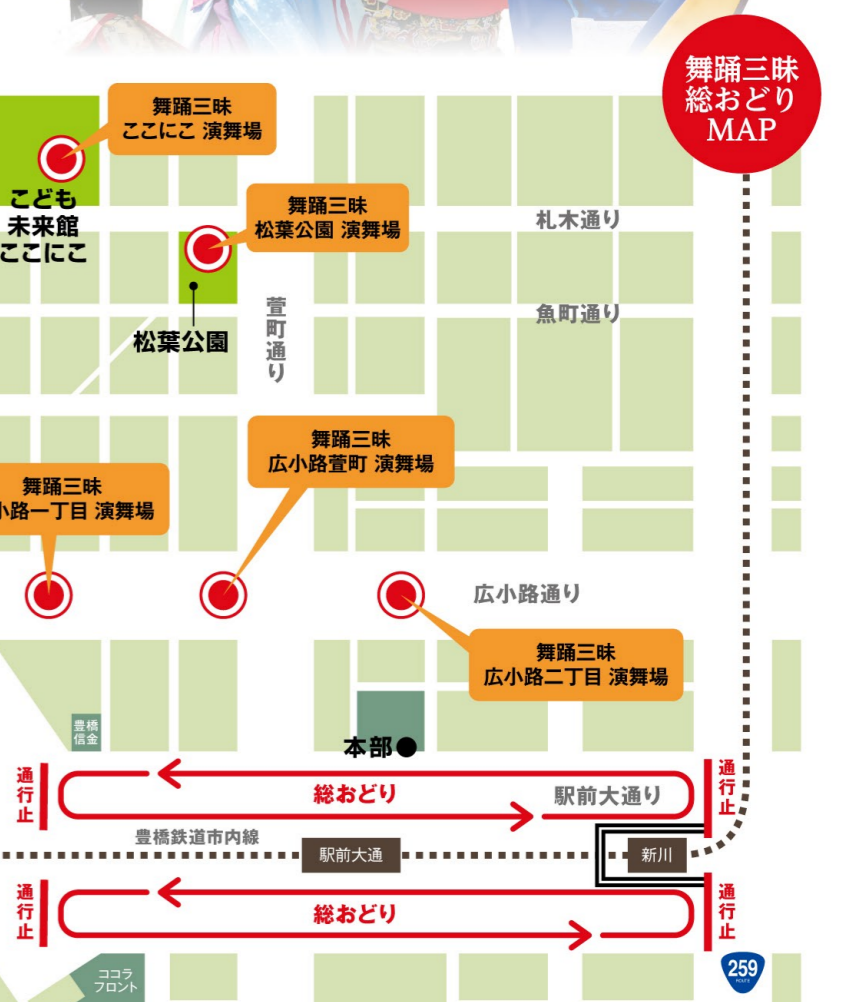 舞踊三昧
総おどり
MAP
舞踊三昧
ここにこ 演舞場
こども
未来館
ここにこ
舞踊三昧
松葉公園 演舞場
札木通り
魚町通り
松葉公園
萱町通り
舞踊三昧
広小路萱町 演舞場
舞踊三昧
小路一丁目 演舞場
広小路通り
舞踊三昧
広小路二丁目 演舞場
豊橋
信金
本部
通行止
総おどり
駅前大通り
通行止
豊橋鉄道市内線
駅前大通
新川
通行止
総おどり
通行止
ココラ
フロント
259
ROUTE